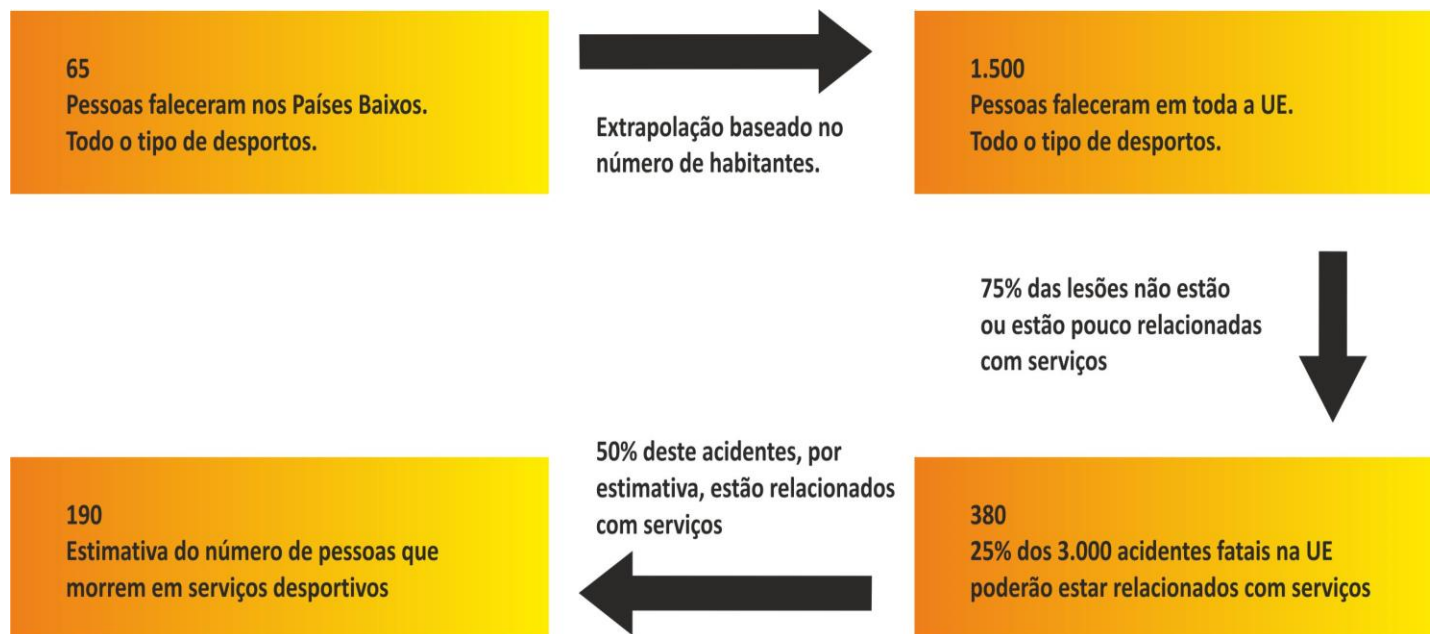 65
Pessoas faleceram nos Países Baixos.
Todo o tipo de desportos.
Extrapolação baseado no
número de habitantes.
1.500
Pessoas faleceram em toda a UE.
Todo o tipo de desportos.
75% das lesões não estão
ou estão pouco relacionadas
com serviços
380
25% dos 3.000 acidentes fatais na UE
poderão estar relacionados com serviços
50% deste acidentes, por
estimativa, estão relacionados
com serviços
190
Estimativa do número de pessoas que
morrem em serviços desportivos